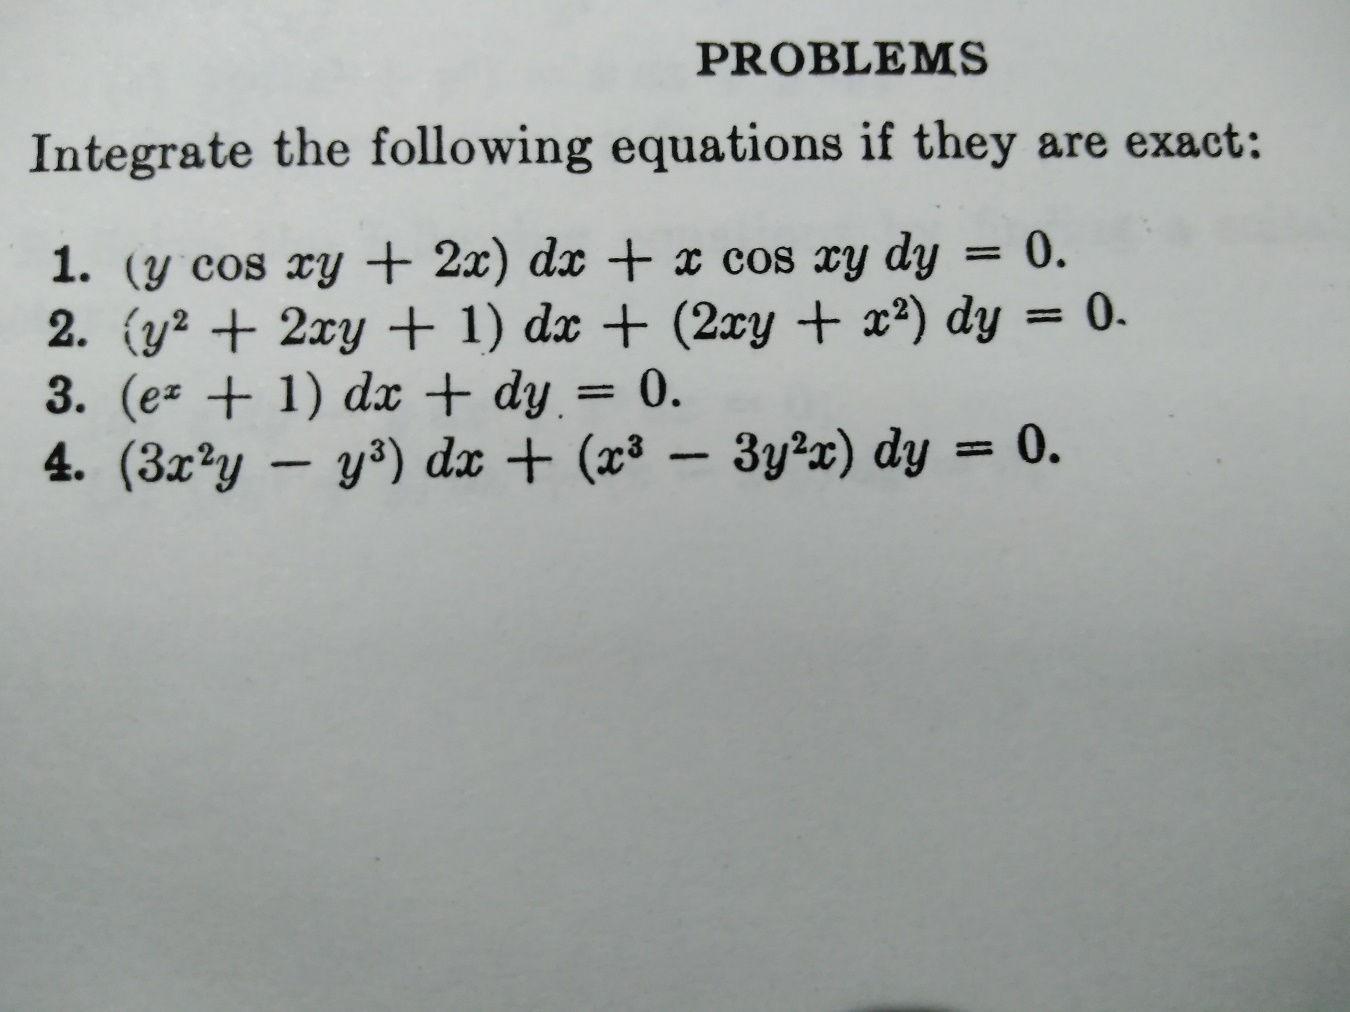 PROBLEMS
Integrate the following equations if they are exact:
1. (y cos xy + 2x) dx + x cos xy dy = 0.
2. (y² + 2xy + 1) dx + (2xy + x²) dy = 0.
3. (eˣ + 1) dx + dy = 0.
4. (3x²y − y³) dx + (x³ − 3y²x) dy = 0.